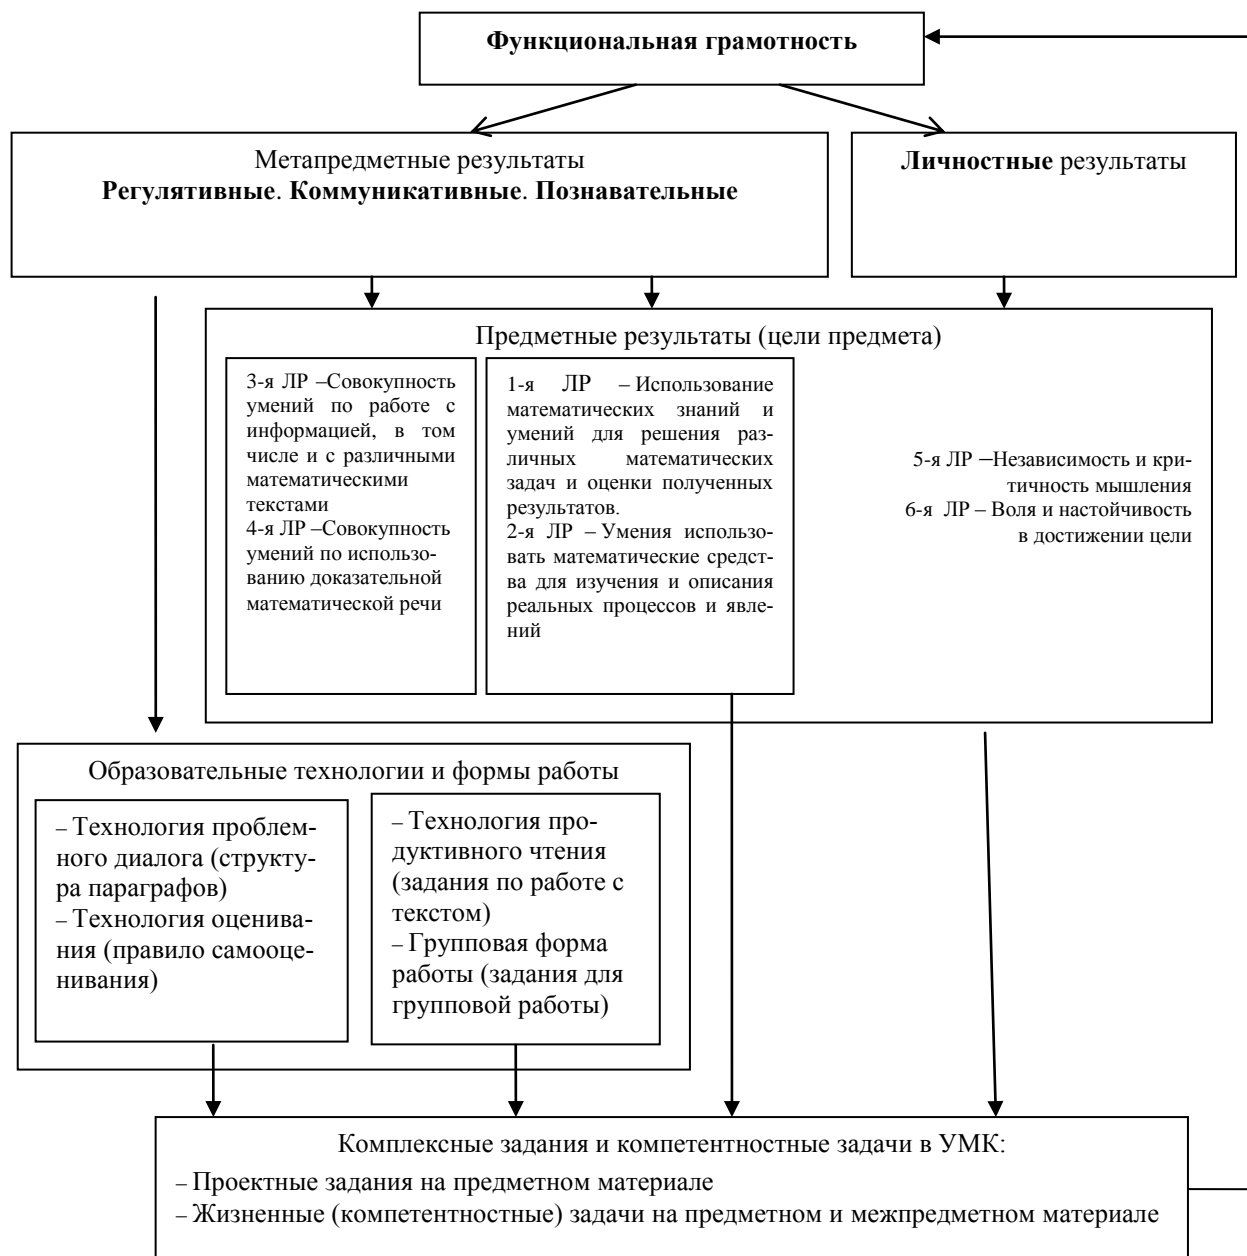 Функциональная грамотность
Метапредметные результаты
Регулятивные. Коммуникативные. Познавательные
Личностные результаты
Предметные результаты (цели предмета)
3-я ЛР –Совокупность
умений по работе с
информацией, в том
числе и с различными
математическими
текстами
4-я ЛР –Совокупность
умений по использо-
ванию доказательной
математической речи
1-я ЛР – Использование
математических знаний и
умений для решения раз-
личных математических
задач и оценки полученных
результатов.
2-я ЛР – Умения использо-
вать математические средст-
ва для изучения и описания
реальных процессов и явле-
ний
5-я ЛР –Независимость и кри-
тичность мышления
6-я ЛР – Воля и настойчивость
в достижении цели
Образовательные технологии и формы работы
– Технология проблем-
ного диалога (структу-
ра параграфов)
– Технология оценива-
ния (правило самооце-
нивания)
– Технология про-
дуктивного чтения
(задания по работе с
текстом)
– Групповая форма
работы (задания для
групповой работы)
Комплексные задания и компетентностные задачи в УМК:
– Проектные задания на предметном материале
– Жизненные (компетентностные) задачи на предметном и межпредметном материале